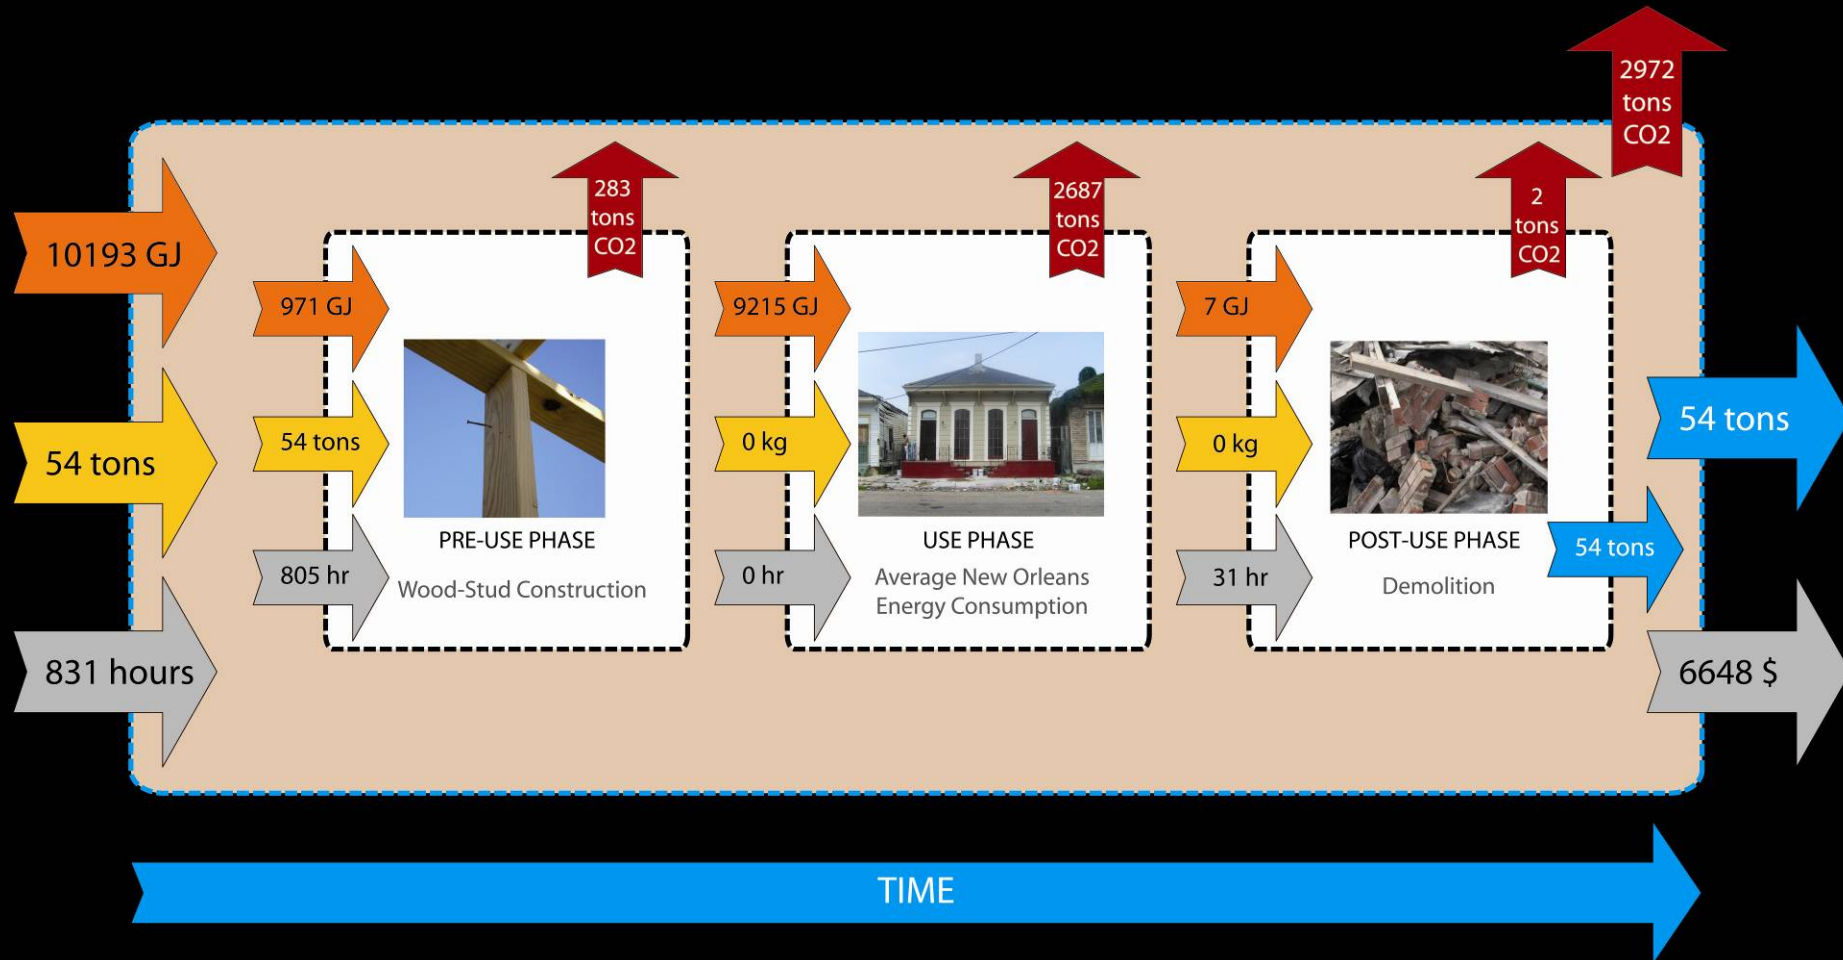 2972
tons
CO2
283
tons
CO2
2687
tons
CO2
2
tons
CO2
10193 GJ
971 GJ
9215 GJ
7 GJ
54 tons
54 tons
0 kg
0 kg
54 tons
831 hours
805 hr
PRE-USE PHASE
Wood-Stud Construction
0 hr
USE PHASE
Average New Orleans
Energy Consumption
31 hr
POST-USE PHASE
Demolition
54 tons
6648 $
TIME